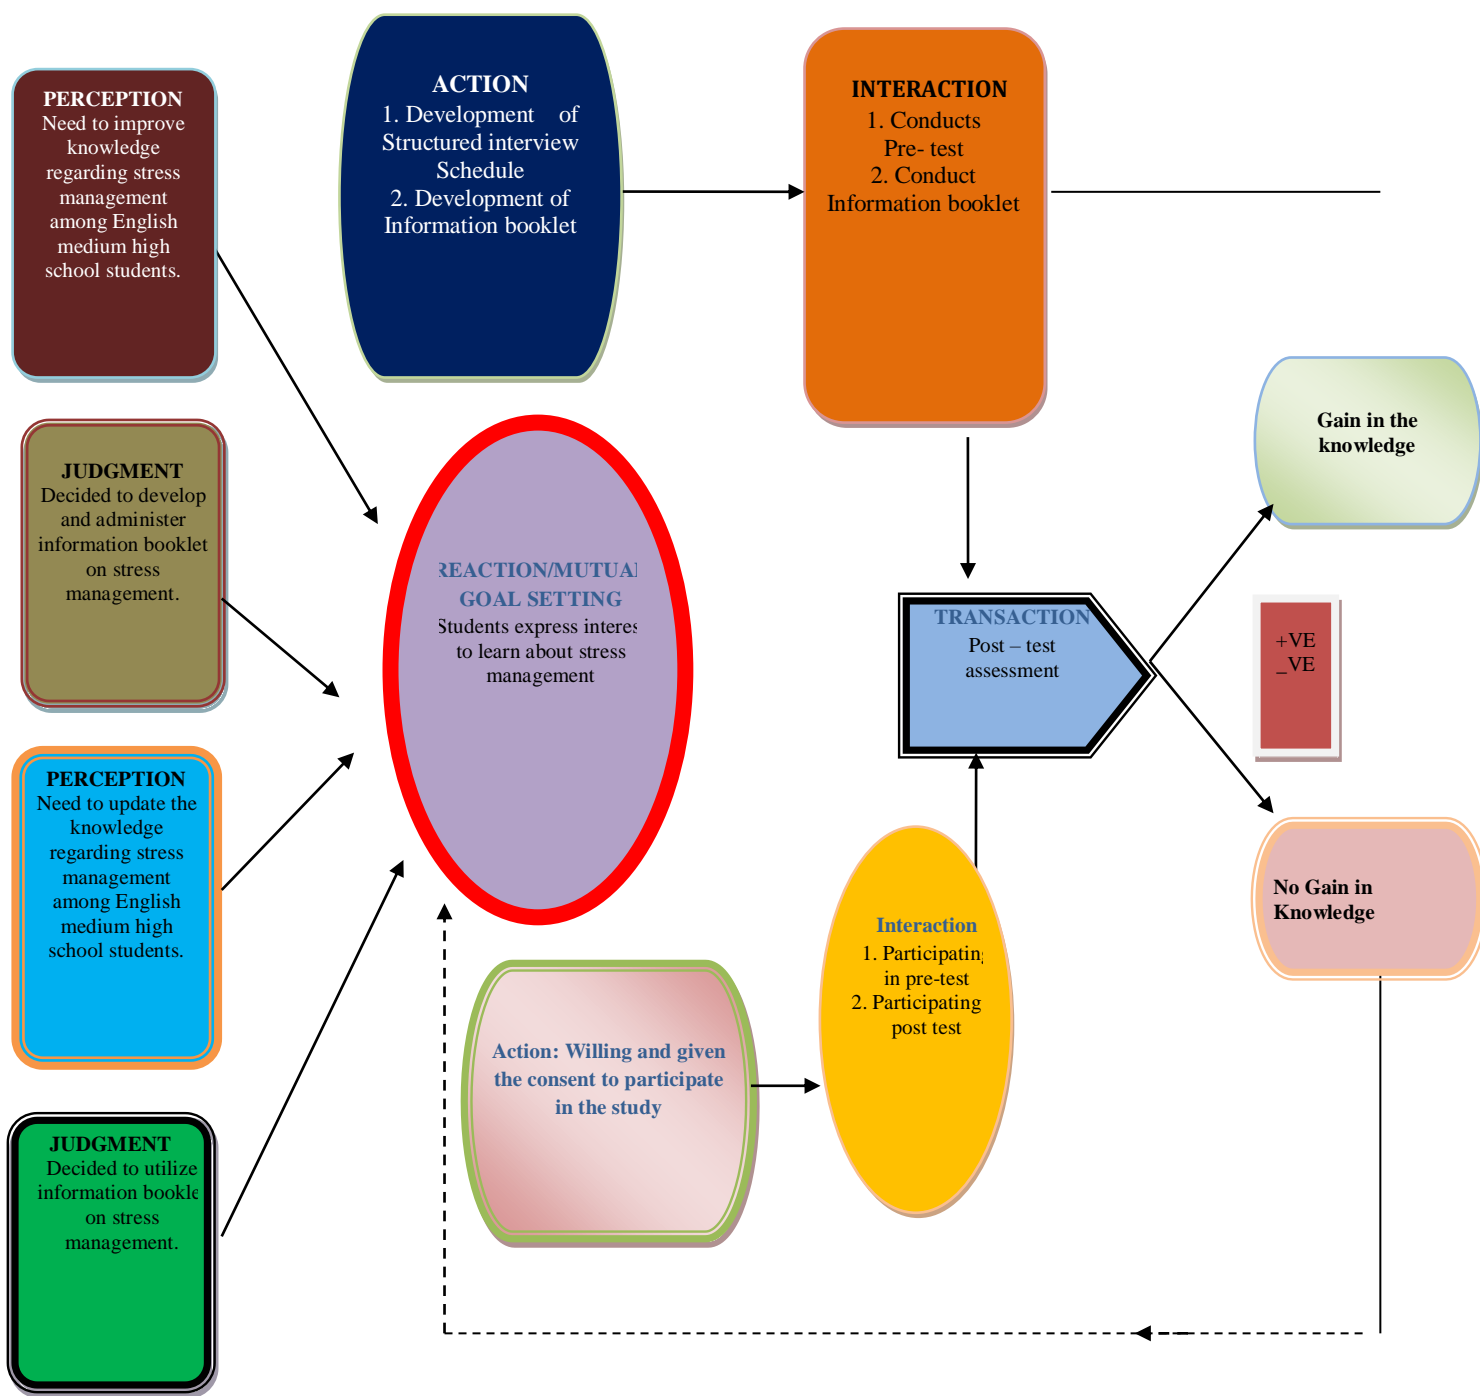 PERCEPTION
Need to improve
knowledge
regarding stress
management
among English
medium high
school students.
ACTION
1. Development of
Structured interview
Schedule
2. Development of
Information booklet
INTERACTION
1. Conducts
Pre- test
2. Conduct
Information booklet
JUDGMENT
Decided to develop
and administer
information booklet
on stress
management.
REACTION/MUTUAL
GOAL SETTING
Students express interes
to learn about stress
management
Gain in the
knowledge
TRANSACTION
Post – test
assessment
+VE
_VE
PERCEPTION
Need to update the
knowledge
regarding stress
management
among English
medium high
school students.
No Gain in
Knowledge
Interaction
1. Participating
in pre-test
2. Participating
post test
Action: Willing and given
the consent to participate
in the study
JUDGMENT
Decided to utilize
information bookle
on stress
management.